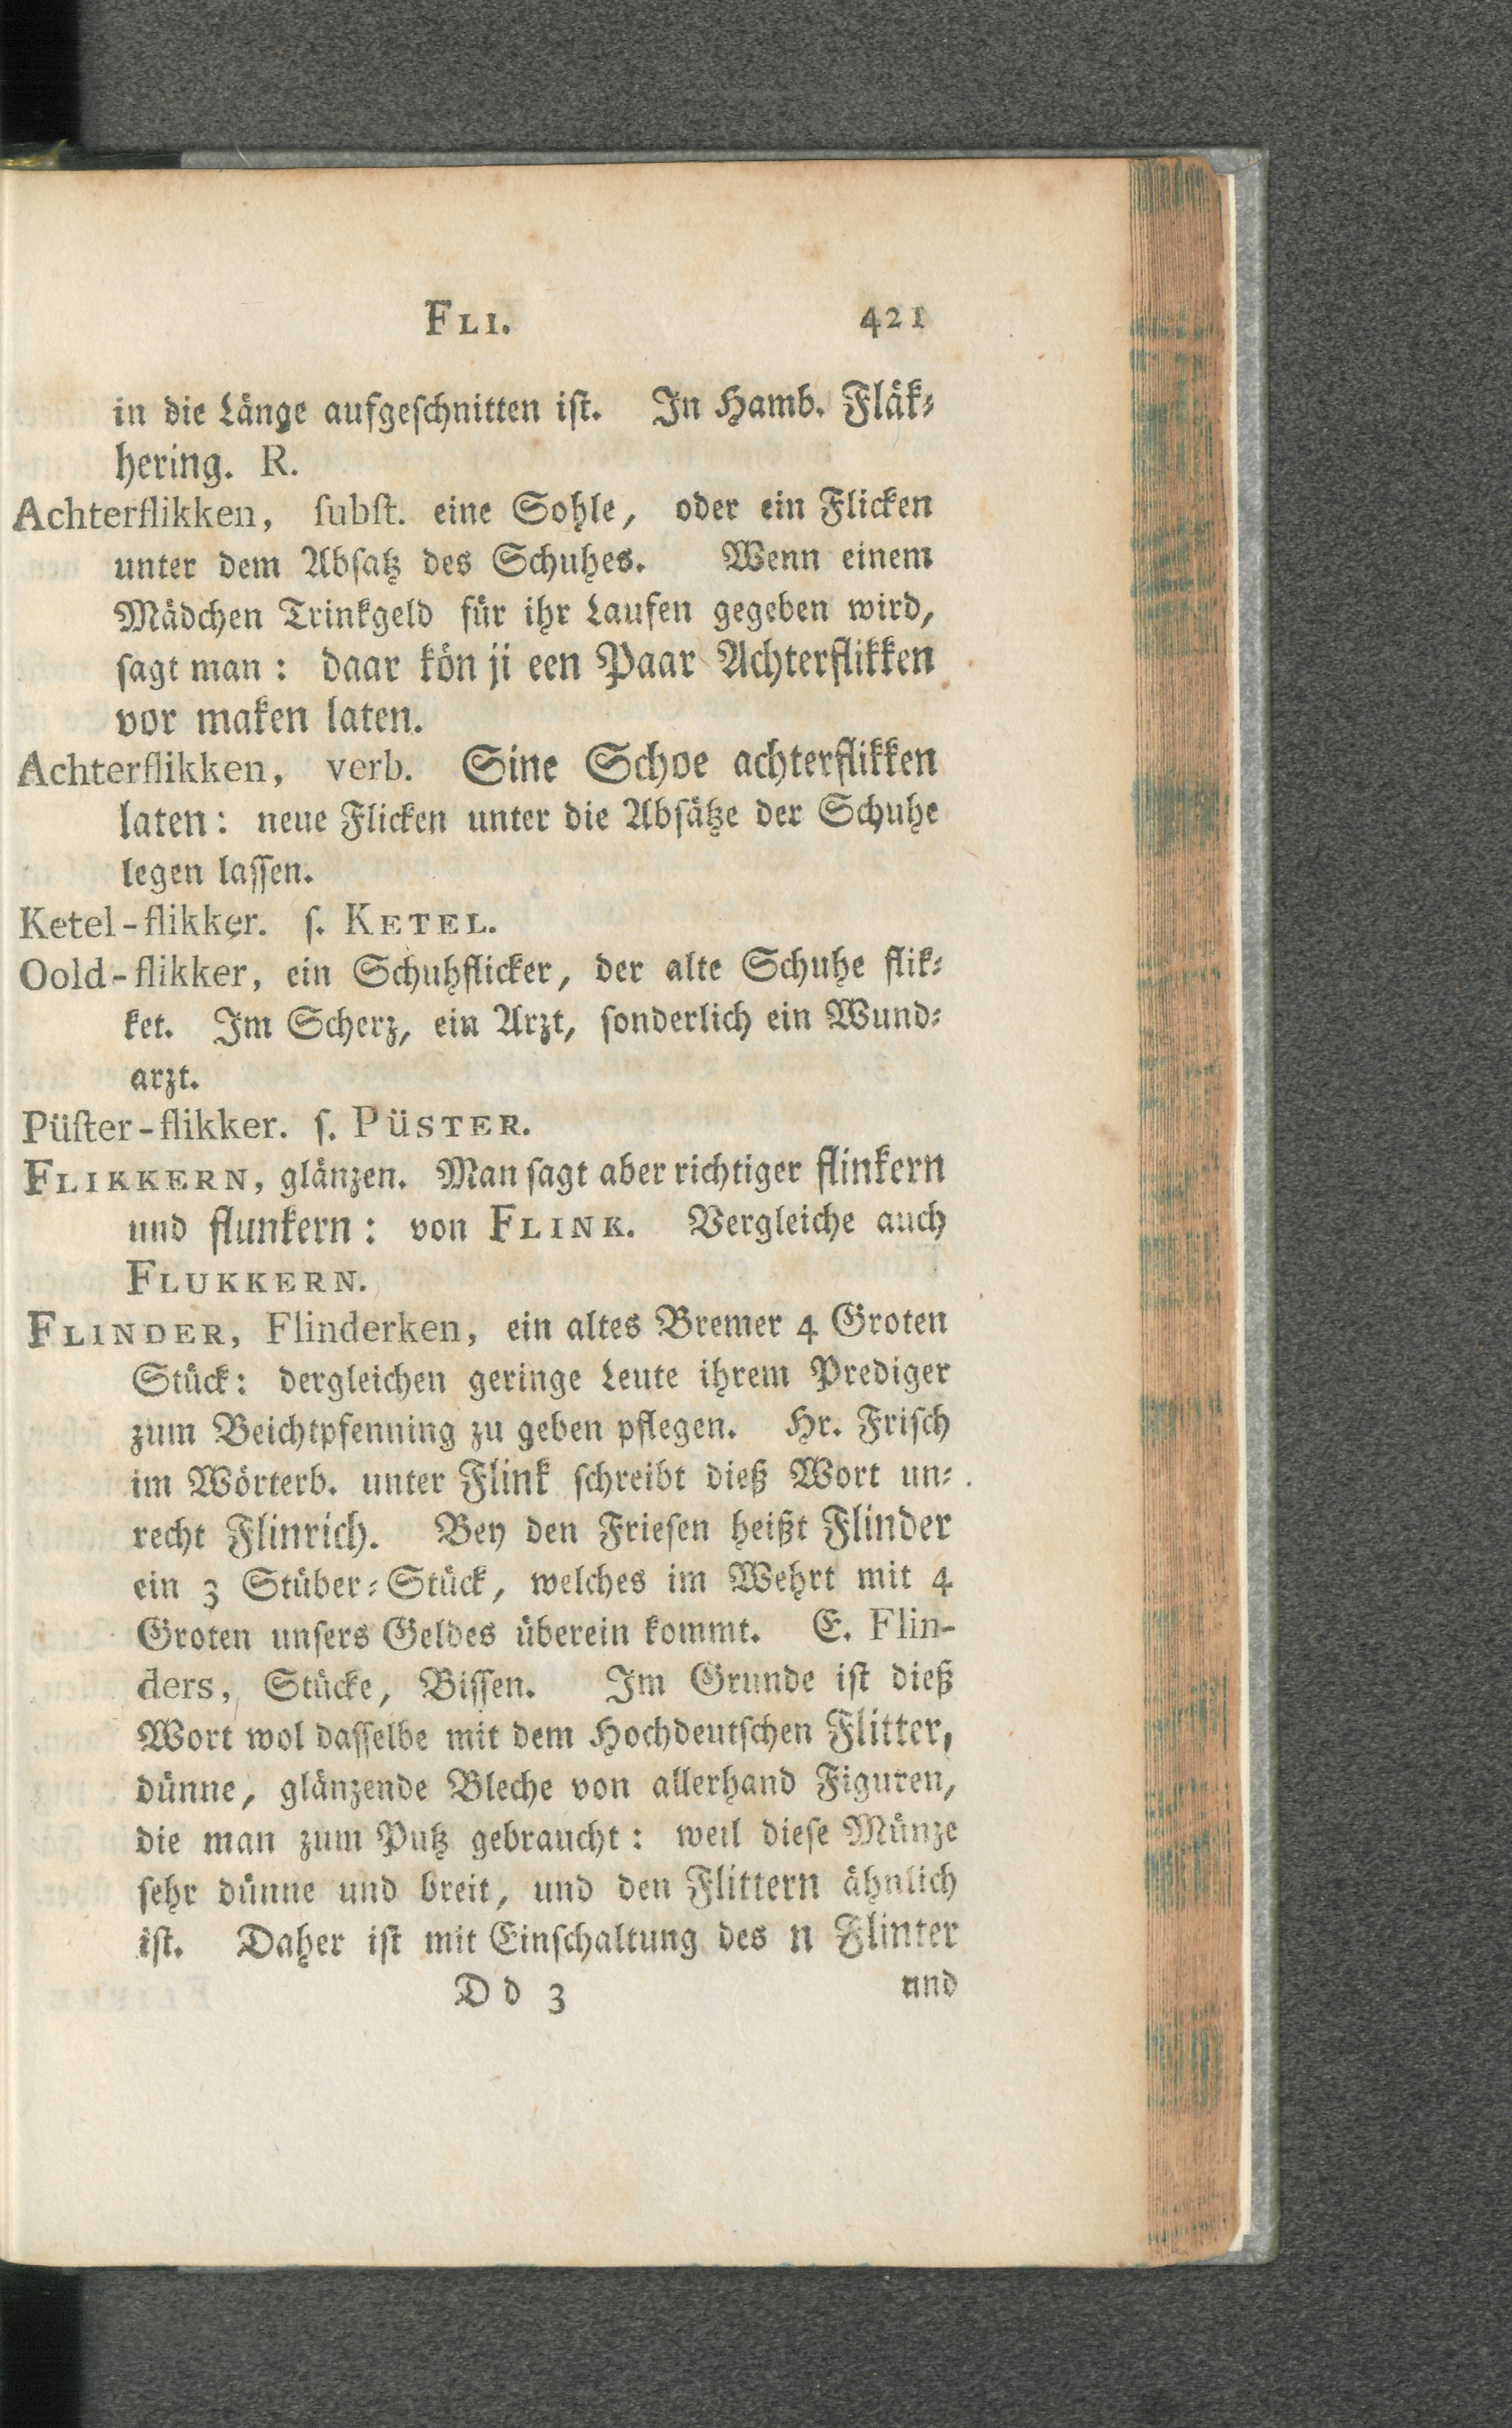 FLI. 421
in die Länge aufgeſchnitten iſt. In Hamb. Fläk⸗
hering. R.
Achterflikken, ſubſt. eine Sohle, oder ein Flicken
unter dem Abſatz des Schuhes. Wenn einem
Mädchen Trinkgeld für ihr Laufen gegeben wird,
ſagt man: daar kön ji een Paar Achterflikken
vor maken laten.
Achterflikken, verb. Sine Schoe achterflikken
laten: neue Flicken unter die Abſätze der Schuhe
legen laſſen.
Ketel-flikker. ſ. KETEL.
Oold-flikker, ein Schuhflicker, der alte Schuhe flik⸗
ket. Im Scherz, ein Arzt, ſonderlich ein Wund⸗
arzt.
Püſter-flikker. ſ. PÜSTER.
FLIKKERN, glänzen. Man ſagt aber richtiger flinkern
und flunkern: von FLINK. Vergleiche auch
FLUKKERN.
FLINDER, Flinderken, ein altes Bremer 4 Groten
Stück: dergleichen geringe Leute ihrem Prediger
zum Beichtpfenning zu geben pflegen. Hr. Friſch
im Wörterb. unter Flink ſchreibt dieß Wort un⸗
recht Flinrich. Bey den Frieſen heißt Flinder
ein 3 Stüber⸗Stück, welches im Wehrt mit 4
Groten unſers Geldes überein kommt. E. Flin-
ders, Stücke, Biſſen. Im Grunde iſt dieß
Wort wol daſſelbe mit dem Hochdeutſchen Flitter,
dünne, glänzende Bleche von allerhand Figuren,
die man zum Putz gebraucht: weil dieſe Münze
ſehr dünne und breit, und den Flittern ähnlich
iſt. Daher iſt mit Einſchaltung des n Flinter
D d 3 und